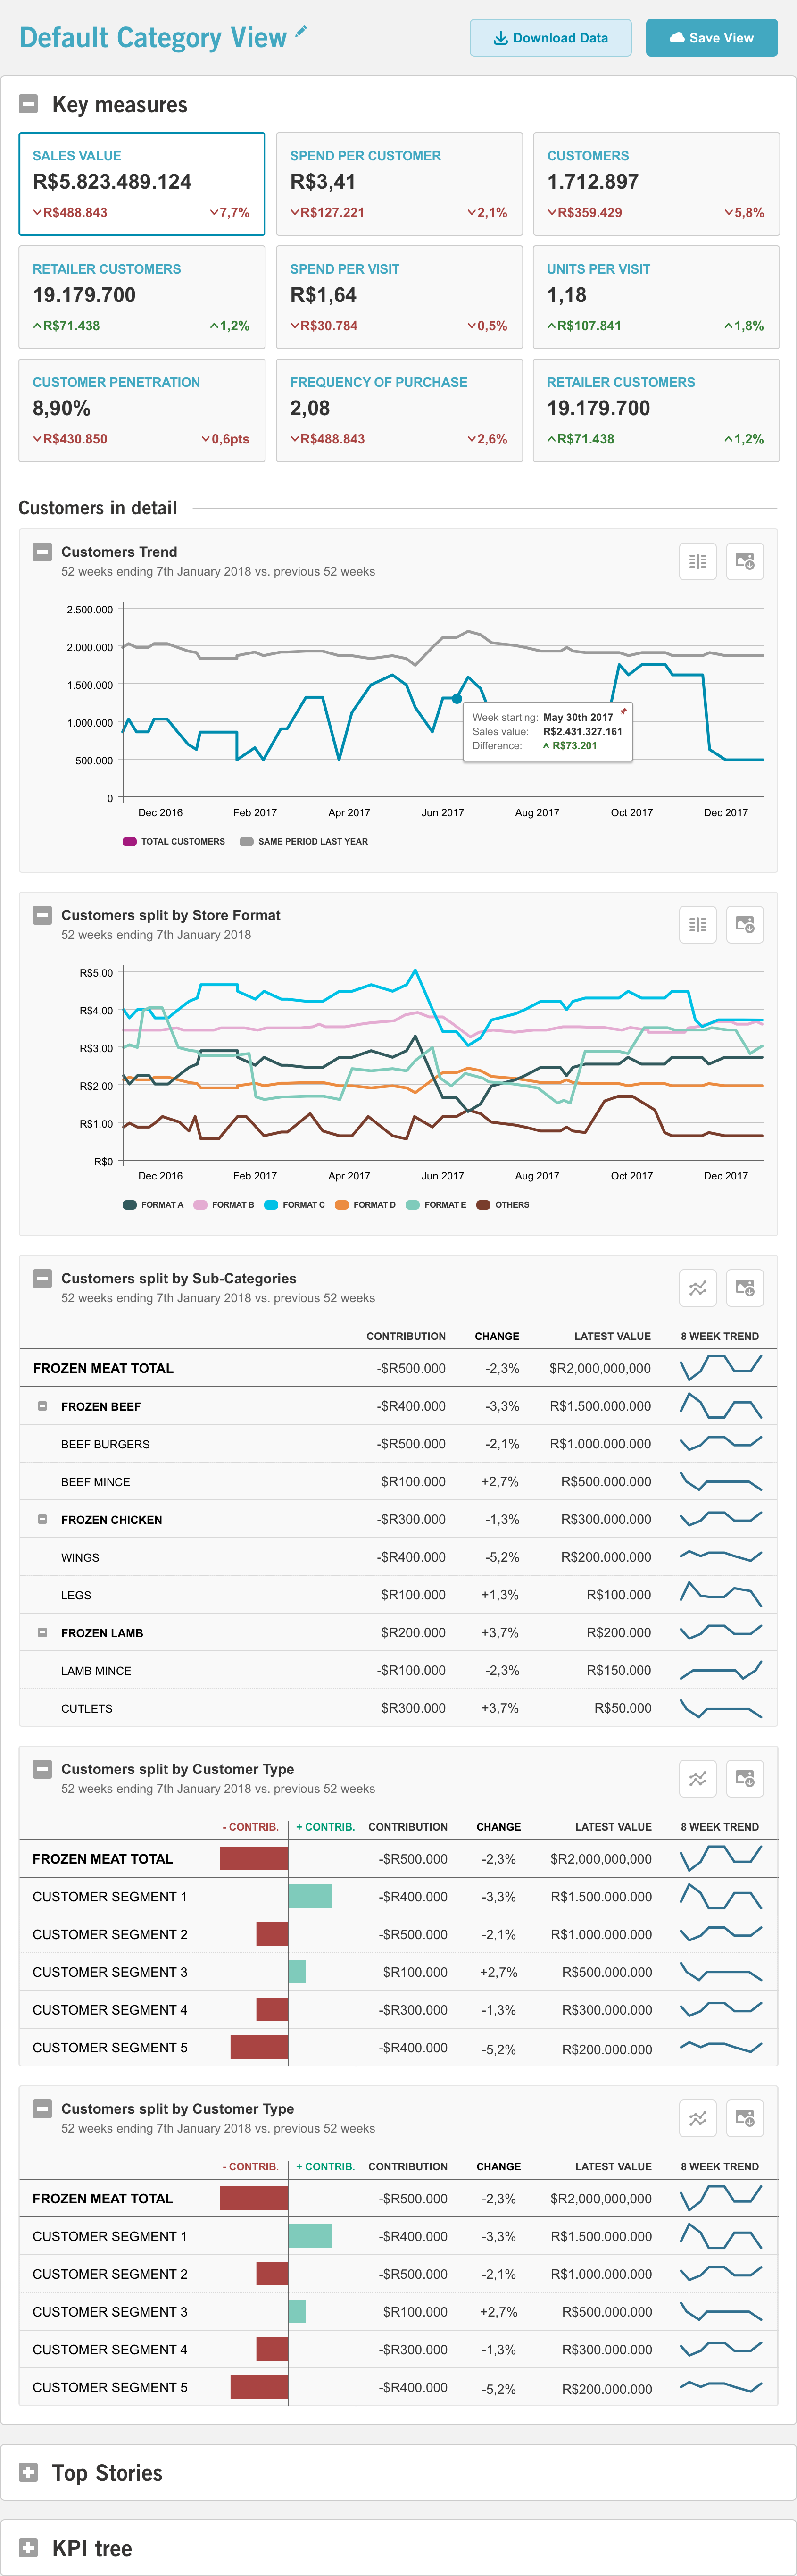 Default Category View
Download Data
Save View
Key measures
SALES VALUE
R$5.823.489.124
R$488.843 7,7%
SPEND PER CUSTOMER
R$3,41
R$127.221 2,1%
CUSTOMERS
1.712.897
R$359.429 5,8%
RETAILER CUSTOMERS
19.179.700
R$71.438 1,2%
SPEND PER VISIT
R$1,64
R$30.784 0,5%
UNITS PER VISIT
1,18
R$107.841 1,8%
CUSTOMER PENETRATION
8,90%
R$430.850 0,6pts
FREQUENCY OF PURCHASE
2,08
R$488.843 2,6%
RETAILER CUSTOMERS
19.179.700
R$71.438 1,2%
Customers in detail
Customers Trend
52 weeks ending 7th January 2018 vs. previous 52 weeks
2.500.000
2.000.000
1.500.000
1.000.000
500.000
0
Week starting: May 30th 2017
Sales value: R$2.431.327.161
Difference: R$73.201
Dec 2016 Feb 2017 Apr 2017 Jun 2017 Aug 2017 Oct 2017 Dec 2017
TOTAL CUSTOMERS SAME PERIOD LAST YEAR
Customers split by Store Format
52 weeks ending 7th January 2018
R$5,00
R$4,00
R$3,00
R$2,00
R$1,00
R$0
Dec 2016 Feb 2017 Apr 2017 Jun 2017 Aug 2017 Oct 2017 Dec 2017
FORMAT A FORMAT B FORMAT C FORMAT D FORMAT E OTHERS
Customers split by Sub-Categories
52 weeks ending 7th January 2018 vs. previous 52 weeks
CONTRIBUTION CHANGE LATEST VALUE 8 WEEK TREND
FROZEN MEAT TOTAL -$R500.000 -2,3% $R2,000,000,000
FROZEN BEEF -$R400.000 -3,3% R$1.500.000.000
BEEF BURGERS -$R500.000 -2,1% R$1.000.000.000
BEEF MINCE $R100.000 +2,7% R$500.000.000
FROZEN CHICKEN -$R300.000 -1,3% R$300.000.000
WINGS -$R400.000 -5,2% R$200.000.000
LEGS $R100.000 +1,3% R$100.000
FROZEN LAMB $R200.000 +3,7% R$200.000
LAMB MINCE -$R100.000 -2,3% R$150.000
CUTLETS $R300.000 +3,7% R$50.000
Customers split by Customer Type
52 weeks ending 7th January 2018 vs. previous 52 weeks
- CONTRIB. + CONTRIB. CONTRIBUTION CHANGE LATEST VALUE 8 WEEK TREND
FROZEN MEAT TOTAL -$R500.000 -2,3% $R2,000,000,000
CUSTOMER SEGMENT 1 -$R400.000 -3,3% R$1.500.000.000
CUSTOMER SEGMENT 2 -$R500.000 -2,1% R$1.000.000.000
CUSTOMER SEGMENT 3 $R100.000 +2,7% R$500.000.000
CUSTOMER SEGMENT 4 -$R300.000 -1,3% R$300.000.000
CUSTOMER SEGMENT 5 -$R400.000 -5,2% R$200.000.000
Customers split by Customer Type
52 weeks ending 7th January 2018 vs. previous 52 weeks
- CONTRIB. + CONTRIB. CONTRIBUTION CHANGE LATEST VALUE 8 WEEK TREND
FROZEN MEAT TOTAL -$R500.000 -2,3% $R2,000,000,000
CUSTOMER SEGMENT 1 -$R400.000 -3,3% R$1.500.000.000
CUSTOMER SEGMENT 2 -$R500.000 -2,1% R$1.000.000.000
CUSTOMER SEGMENT 3 $R100.000 +2,7% R$500.000.000
CUSTOMER SEGMENT 4 -$R300.000 -1,3% R$300.000.000
CUSTOMER SEGMENT 5 -$R400.000 -5,2% R$200.000.000
Top Stories
KPI tree